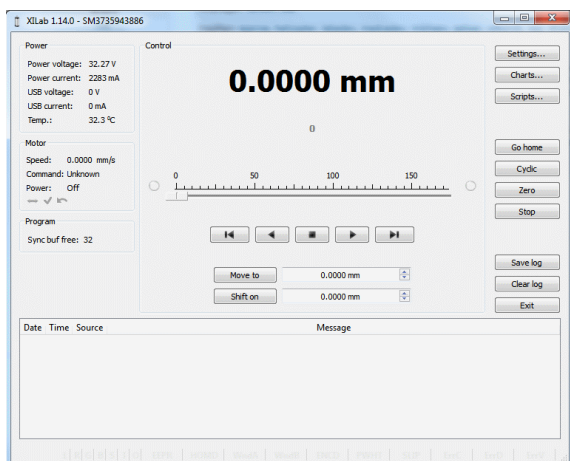 XILab 1.14.0 - SM3735943886
Power
Power voltage: 32.27 V
Power current: 2283 mA
USB voltage: 0 V
USB current: 0 mA
Temp.: 32.3 ºC
Motor
Speed: 0.0000 mm/s
Command: Unknown
Power: Off
Program
Sync buf free: 32
Control
0.0000 mm
0
0 50 100 150
Move to 0.0000 mm
Shift on 0.0000 mm
Settings...
Charts...
Scripts...
Go home
Cyclic
Zero
Stop
Save log
Clear log
Exit
Date Time Source Message